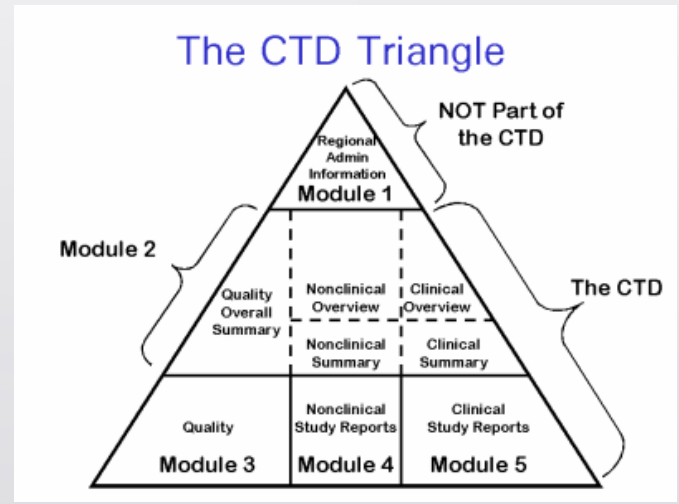 The CTD Triangle
NOT Part of
the CTD
Regional
Admin
Information
Module 1
Module 2
The CTD
Quality
Overall
Summary
Nonclinical
Overview
Clinical
Overview
Nonclinical
Summary
Clinical
Summary
Quality
Module 3
Nonclinical
Study Reports
Module 4
Clinical
Study Reports
Module 5